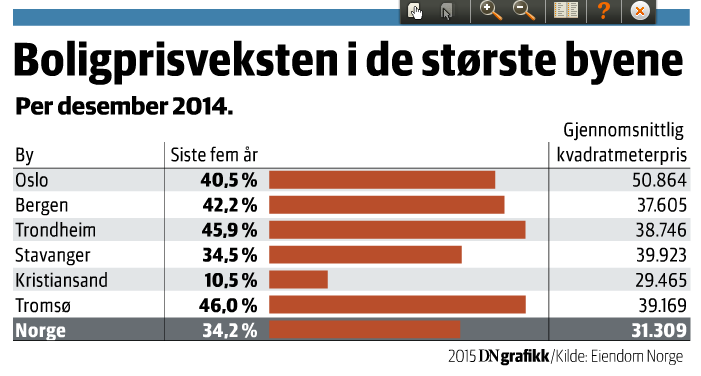 ?
Boligprisveksten i de største byene
Per desember 2014.
By Siste fem år Gjennomsnittlig kvadratmeterpris
Oslo 40,5 % 50.864
Bergen 42,2 % 37.605
Trondheim 45,9 % 38.746
Stavanger 34,5 % 39.923
Kristiansand 10,5 % 29.465
Tromsø 46,0 % 39.169
Norge 34,2 % 31.309
2015 DN grafikk/Kilde: Eiendom Norge